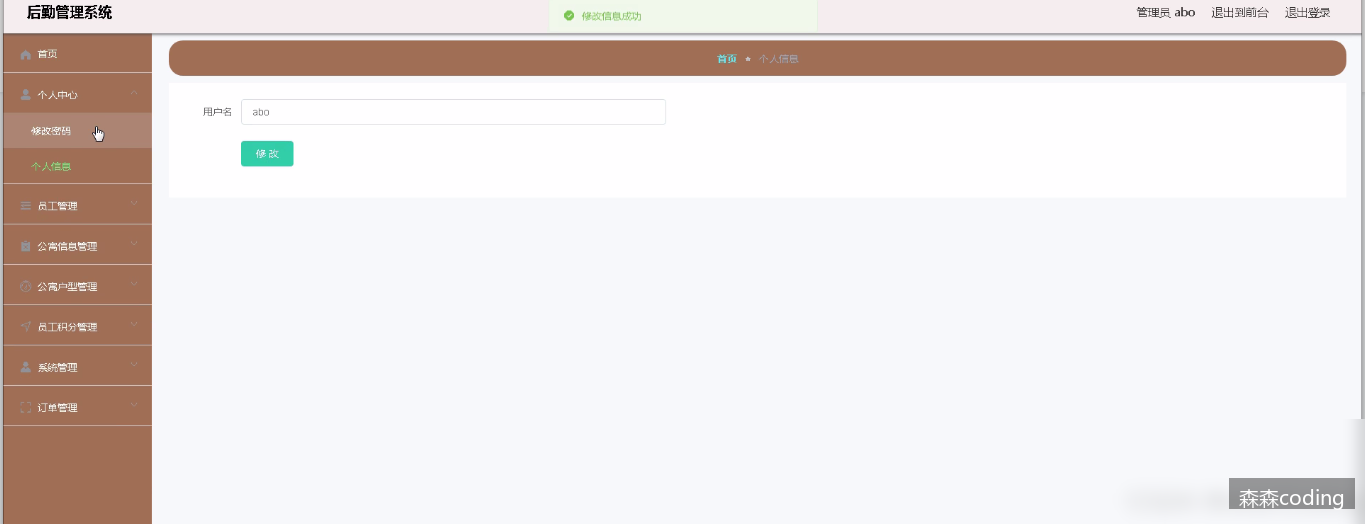 后勤管理系统
修改信息成功
管理员 abo 退出到前台 退出登录
首页
个人中心
修改密码
个人信息
员工管理
公寓信息管理
公寓户型管理
员工积分管理
系统管理
订单管理
首页 个人信息
用户名 abo
修 改
森森coding